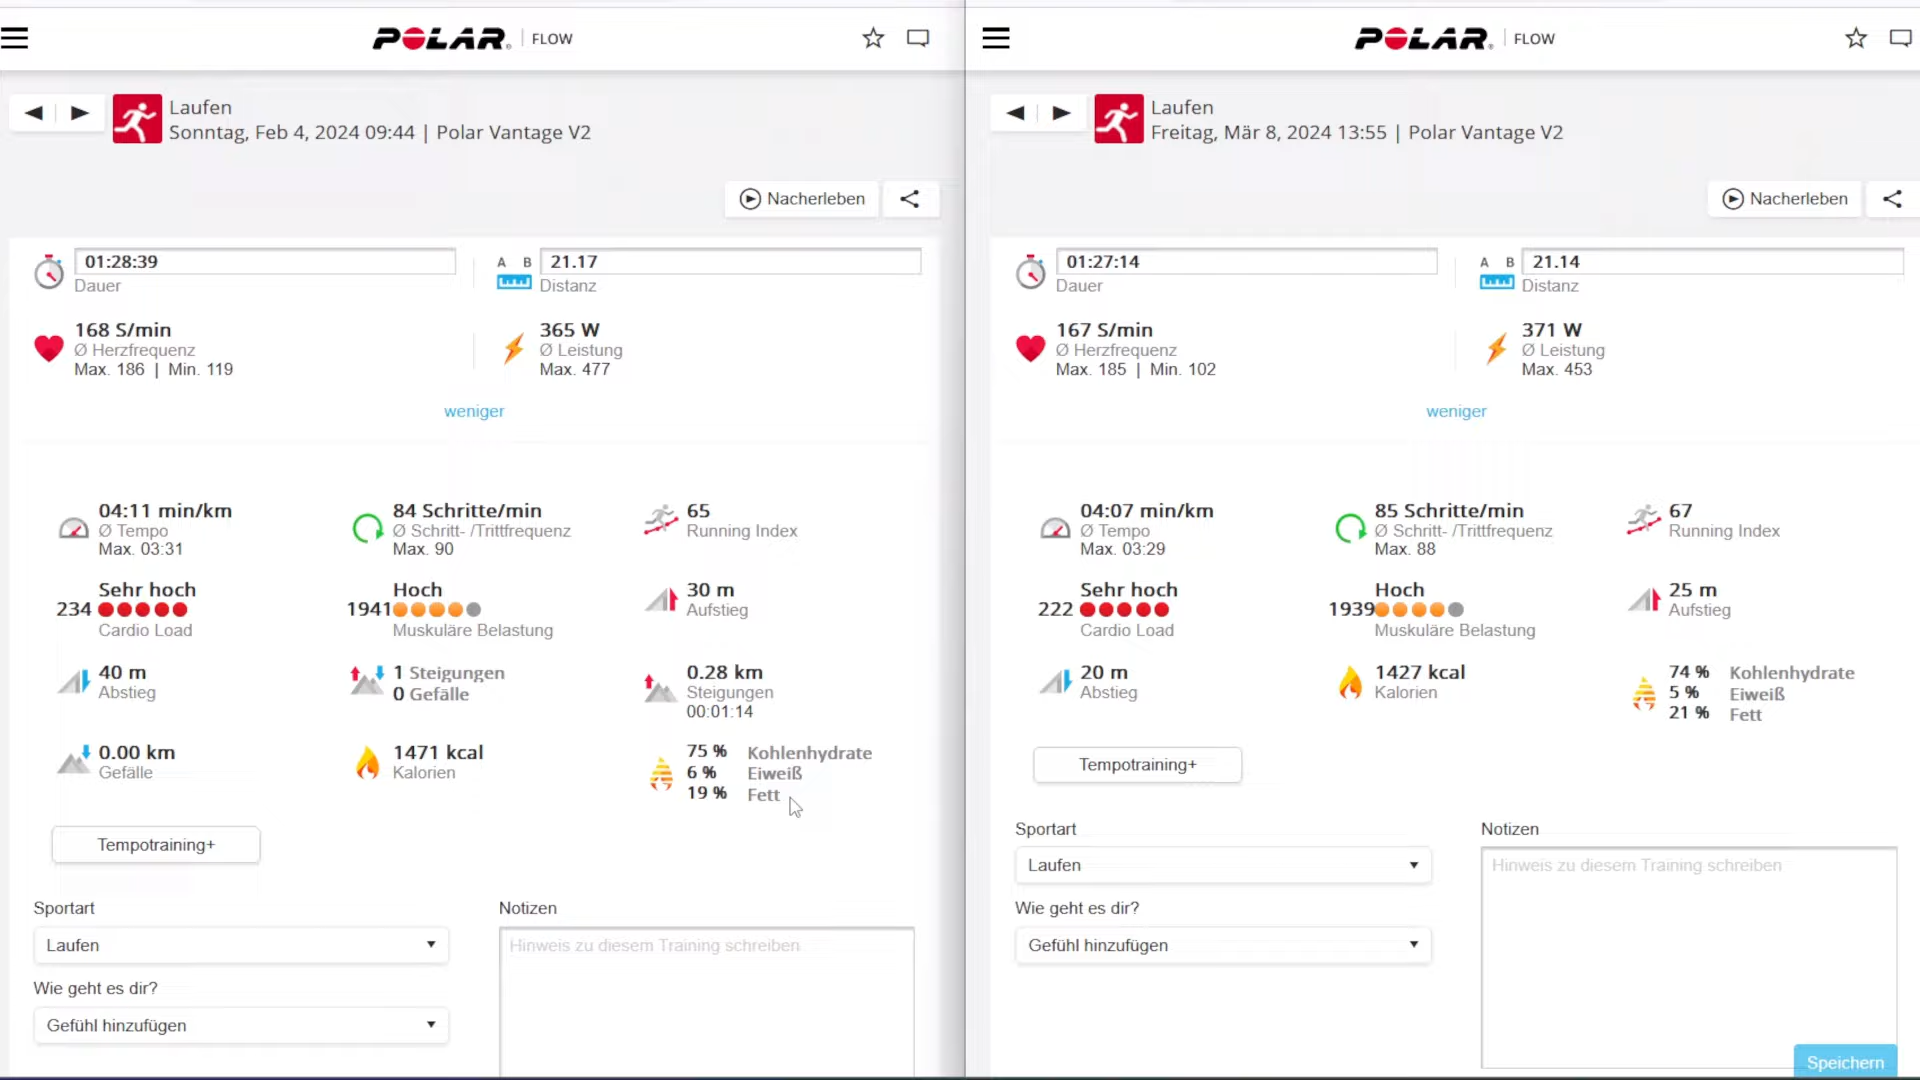 POLAR FLOW
Laufen
Sonntag, Feb 4, 2024 09:44 | Polar Vantage V2
Nacherleben
01:28:39
Dauer
A B
21.17
Distanz
168 S/min
Ø Herzfrequenz
Max. 186 | Min. 119
365 W
Ø Leistung
Max. 477
weniger
04:11 min/km
Ø Tempo
Max. 03:31
84 Schritte/min
Ø Schritt- /Trittfrequenz
Max. 90
65
Running Index
Sehr hoch
234
Cardio Load
Hoch
1941
Muskuläre Belastung
30 m
Aufstieg
40 m
Abstieg
1 Steigungen
0 Gefälle
0.28 km
Steigungen
00:01:14
0.00 km
Gefälle
1471 kcal
Kalorien
75 % Kohlenhydrate
6 % Eiweiß
19 % Fett
Tempotraining+
Sportart
Laufen
Wie geht es dir?
Gefühl hinzufügen
Notizen
Hinweis zu diesem Training schreiben
POLAR FLOW
Laufen
Freitag, Mär 8, 2024 13:55 | Polar Vantage V2
Nacherleben
01:27:14
Dauer
A B
21.14
Distanz
167 S/min
Ø Herzfrequenz
Max. 185 | Min. 102
371 W
Ø Leistung
Max. 453
weniger
04:07 min/km
Ø Tempo
Max. 03:29
85 Schritte/min
Ø Schritt- /Trittfrequenz
Max. 88
67
Running Index
Sehr hoch
222
Cardio Load
Hoch
1939
Muskuläre Belastung
25 m
Aufstieg
20 m
Abstieg
1427 kcal
Kalorien
74 % Kohlenhydrate
5 % Eiweiß
21 % Fett
Tempotraining+
Sportart
Laufen
Wie geht es dir?
Gefühl hinzufügen
Notizen
Hinweis zu diesem Training schreiben
Speichern